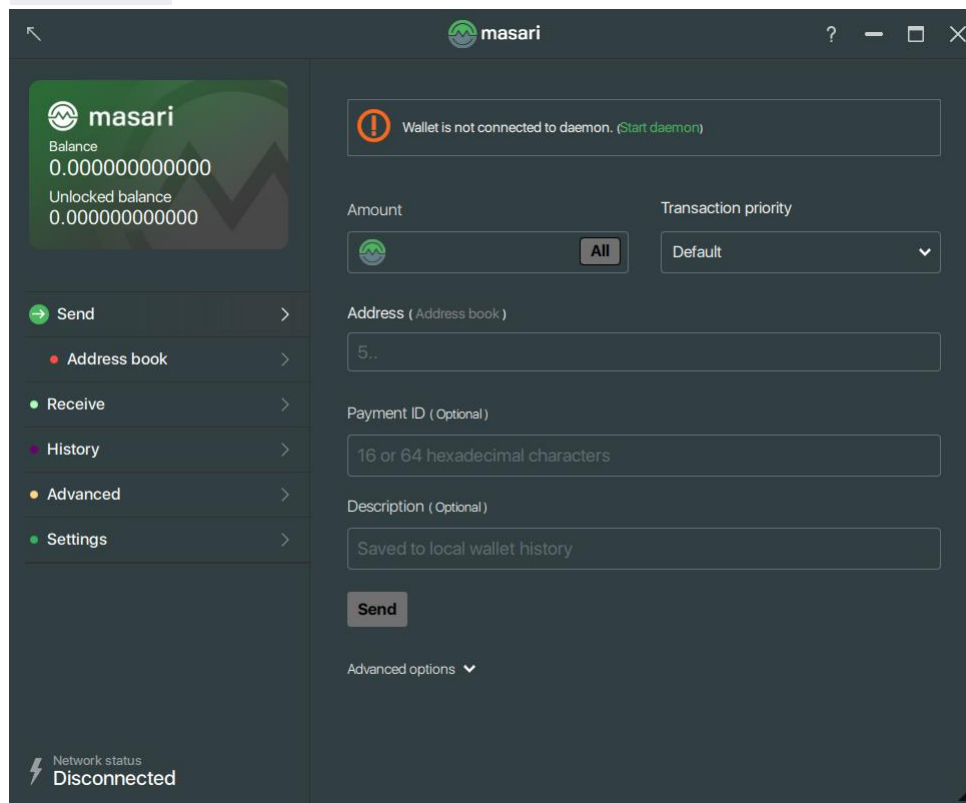 masari
?
masari
Balance
0.000000000000
Unlocked balance
0.000000000000
Send
Address book
Receive
History
Advanced
Settings
Network status
Disconnected
Wallet is not connected to daemon. (Start daemon)
Amount
Transaction priority
All
Default
Address ( Address book )
5..
Payment ID ( Optional )
16 or 64 hexadecimal characters
Description ( Optional )
Saved to local wallet history
Send
Advanced options